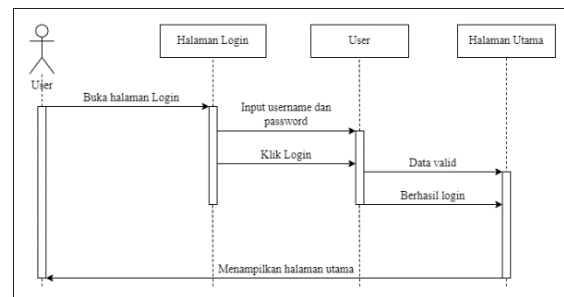 Halaman Login
User
Halaman Utama
User
Buka halaman Login
Input username dan
password
Klik Login
Data valid
Berhasil login
Menampilkan halaman utama